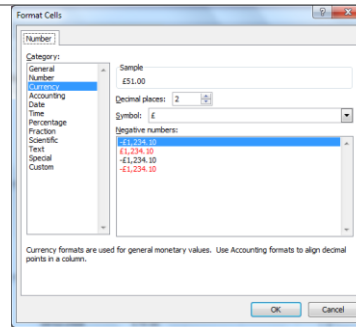 Format Cells
Number
Category:
General
Number
Currency
Accounting
Date
Time
Percentage
Fraction
Scientific
Text
Special
Custom
Sample
£51.00
Decimal places: 2
Symbol: £
Negative numbers:
-£1,234.10
£1,234.10
-£1,234.10
-£1,234.10
Currency formats are used for general monetary values. Use Accounting formats to align decimal
points in a column.
OK Cancel